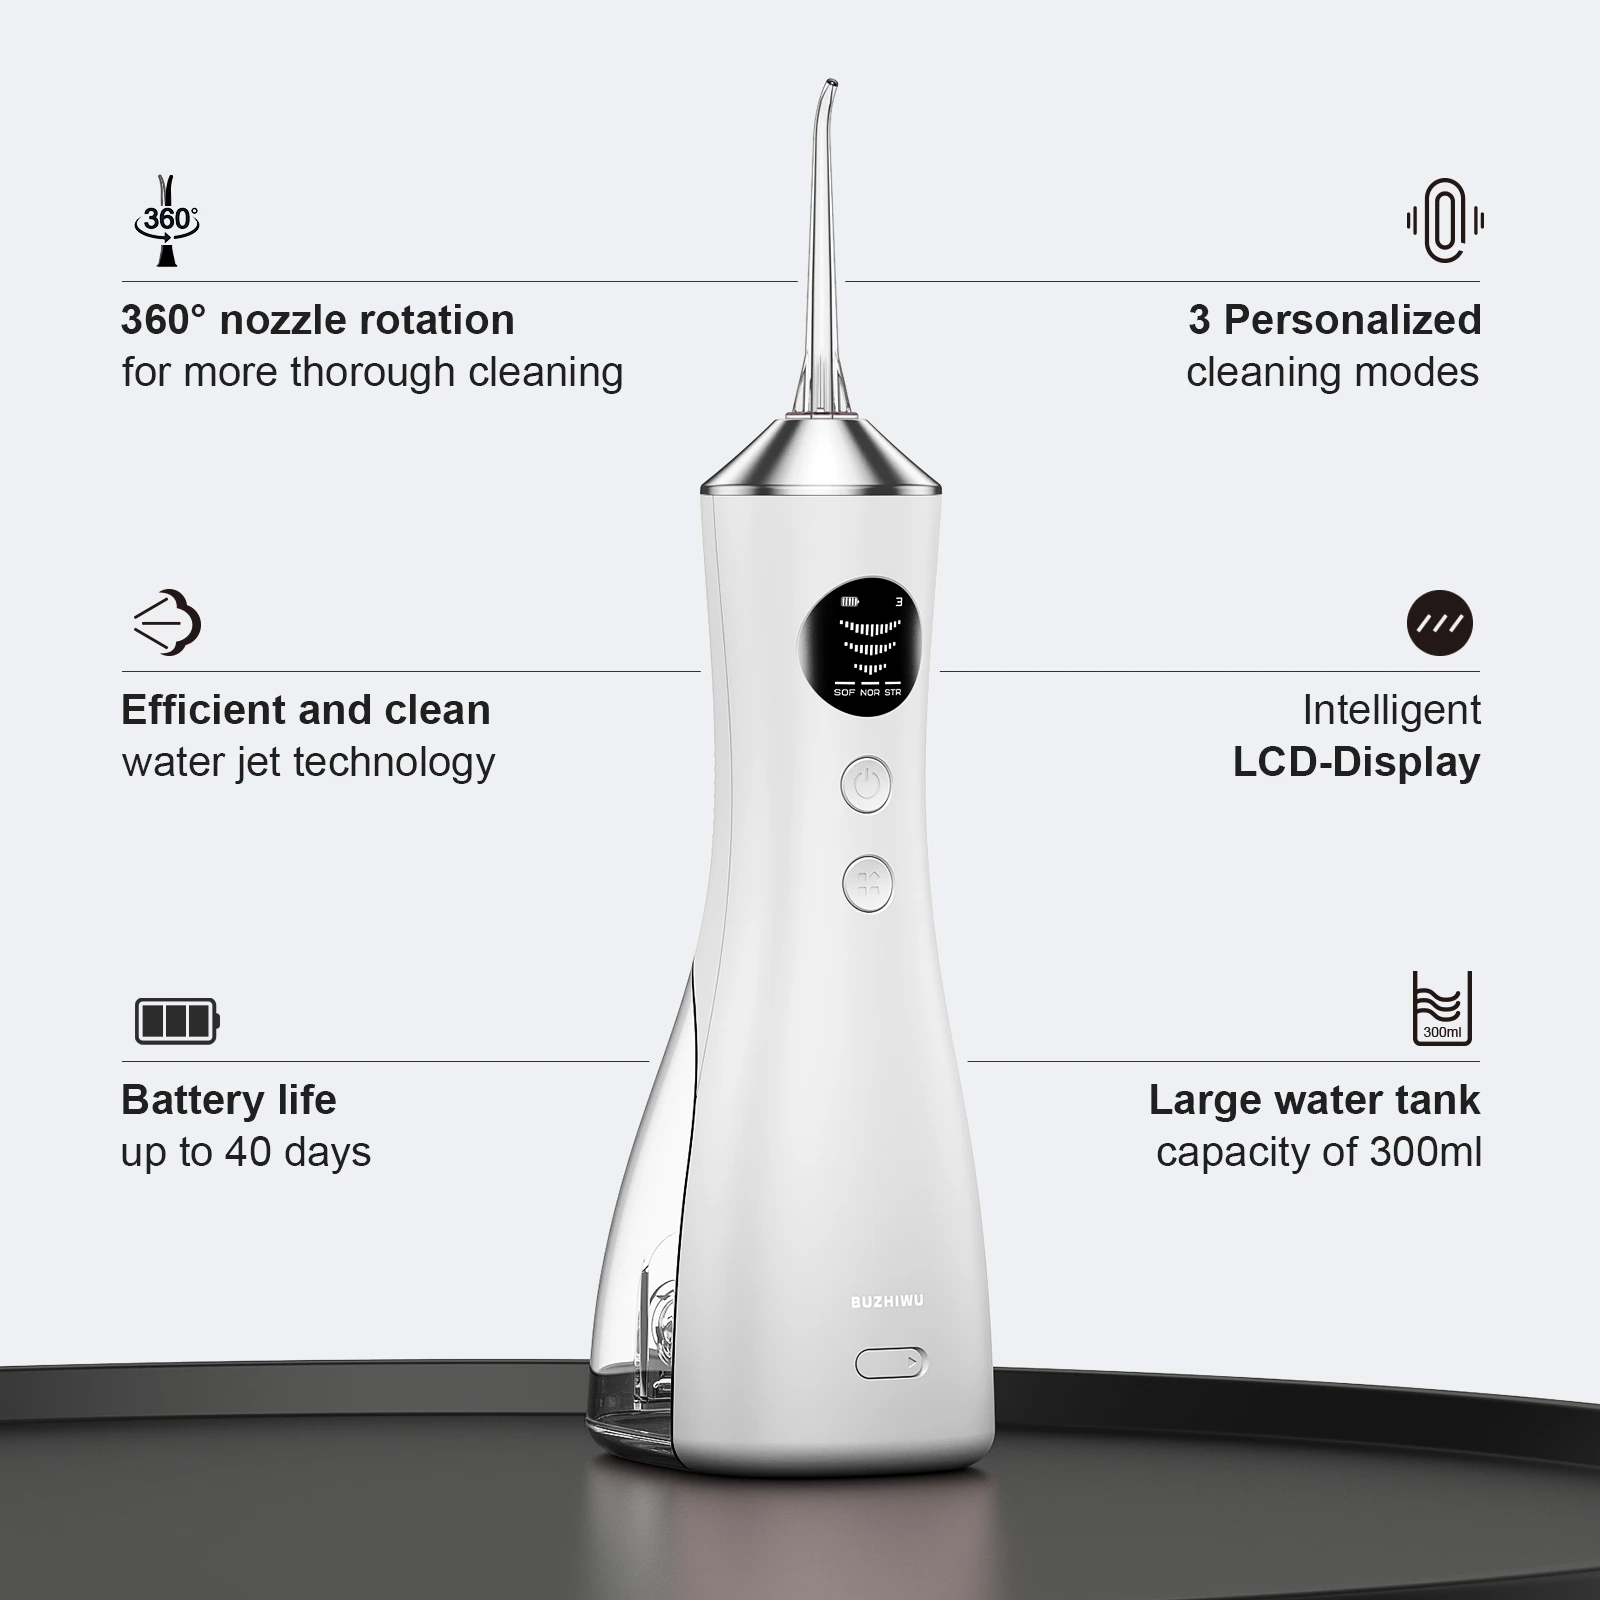 360°
360° nozzle rotation
for more thorough cleaning
3 Personalized
cleaning modes
3
SOF NOR STR
Efficient and clean
water jet technology
Intelligent
LCD-Display
300ml
Battery life
up to 40 days
Large water tank
capacity of 300ml
BUZHIWU